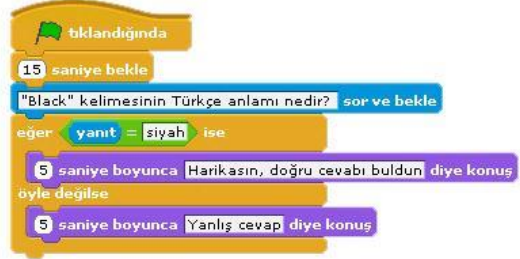 tıklandığında
15 saniye bekle
"Black" kelimesinin Türkçe anlamı nedir? sor ve bekle
eğer yanıt = siyah ise
5 saniye boyunca Harikasın, doğru cevabı buldun diye konuş
öyle değilse
5 saniye boyunca Yanlış cevap diye konuş